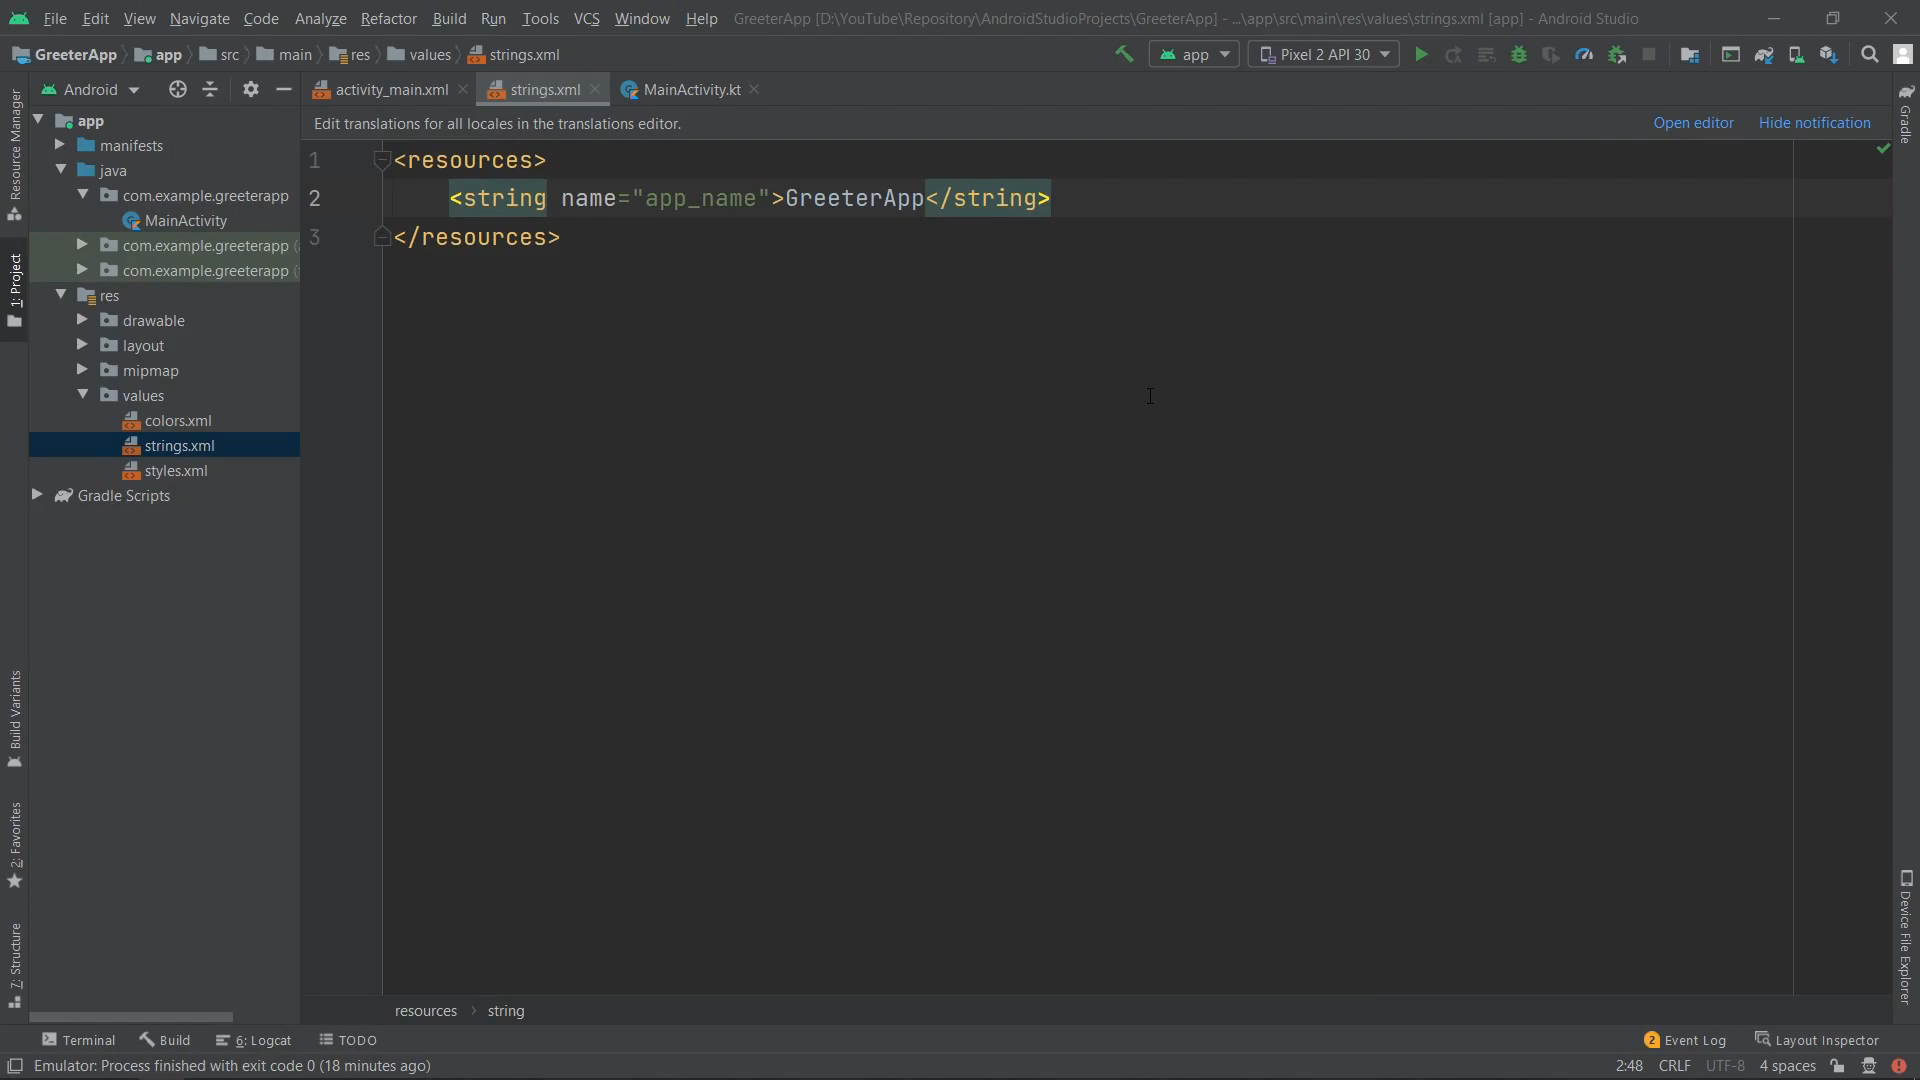 File Edit View Navigate Code Analyze Refactor Build Run Tools VCS Window Help GreeterApp [D:\YouTube\Repository\AndroidStudioProjects\GreeterApp] - ...\app\src\main\res\values\strings.xml [app] - Android Studio
GreeterApp app src main res values strings.xml app Pixel 2 API 30
Android activity_main.xml strings.xml MainActivity.kt
Edit translations for all locales in the translations editor. Open editor Hide notification
app
manifests
java
com.example.greeterapp
MainActivity
com.example.greeterapp
com.example.greeterapp
res
drawable
layout
mipmap
values
colors.xml
strings.xml
styles.xml
Gradle Scripts
1 <resources>
2 <string name="app_name">GreeterApp</string>
3 </resources>
Resource Manager
1: Project
Build Variants
2: Favorites
7: Structure
Gradle
Device File Explorer
resources > string
Terminal Build 6: Logcat TODO 2 Event Log Layout Inspector
Emulator: Process finished with exit code 0 (18 minutes ago) 2:48 CRLF UTF-8 4 spaces